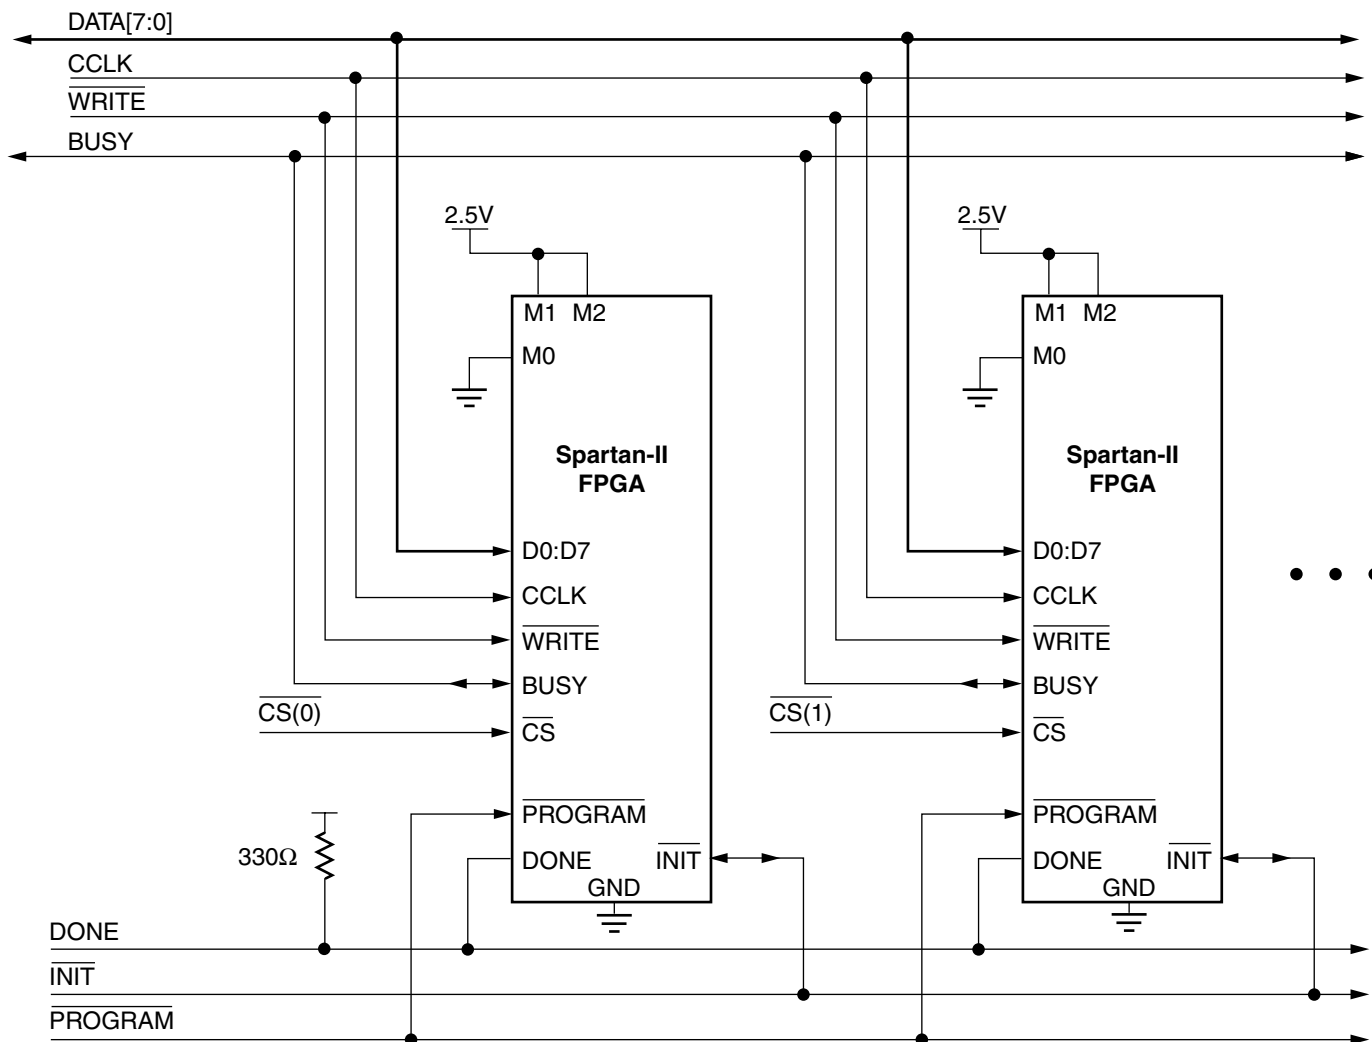 DATA[7:0]
CCLK
WRITE
BUSY
2.5V
2.5V
M1 M2
M0
Spartan-II
FPGA
D0:D7
CCLK
WRITE
BUSY
CS(0)
CS
PROGRAM
DONE
INIT
GND
M1 M2
M0
Spartan-II
FPGA
D0:D7
CCLK
WRITE
BUSY
CS(1)
CS
PROGRAM
DONE
INIT
GND
330Ω
DONE
INIT
PROGRAM